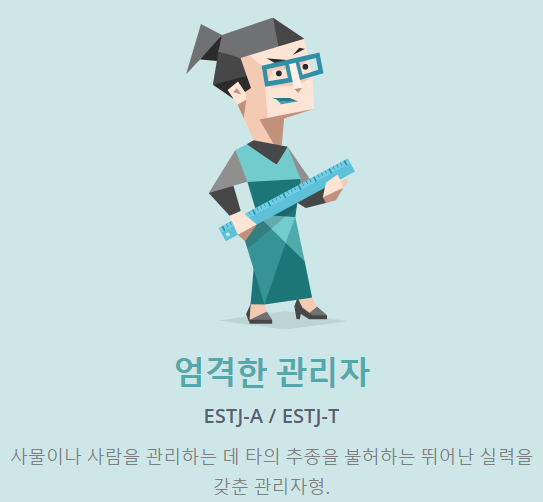 엄격한 관리자
ESTJ-A / ESTJ-T
사물이나 사람을 관리하는 데 타의 추종을 불허하는 뛰어난 실력을
갖춘 관리자형.